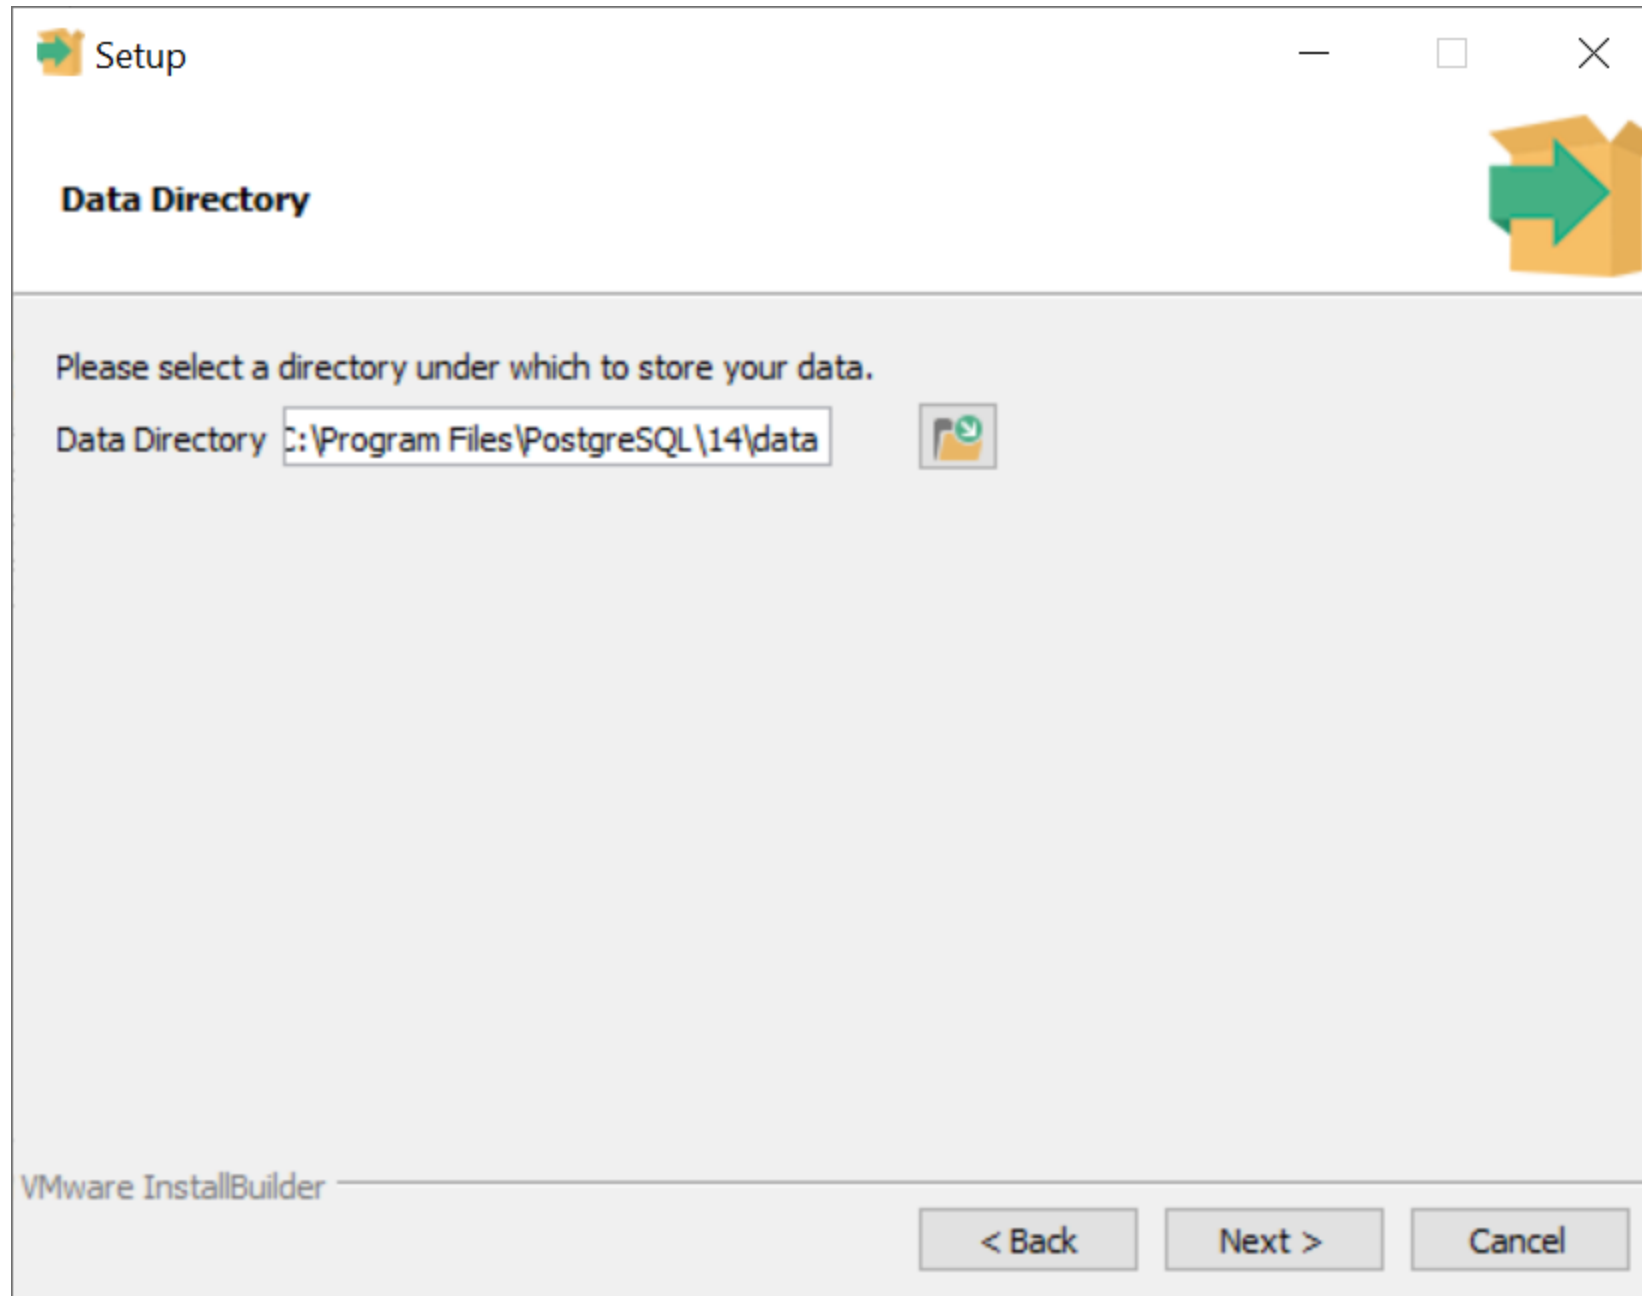 Setup
Data Directory
Please select a directory under which to store your data.
Data Directory C:\Program Files\PostgreSQL\14\data
VMware InstallBuilder
< Back Next > Cancel